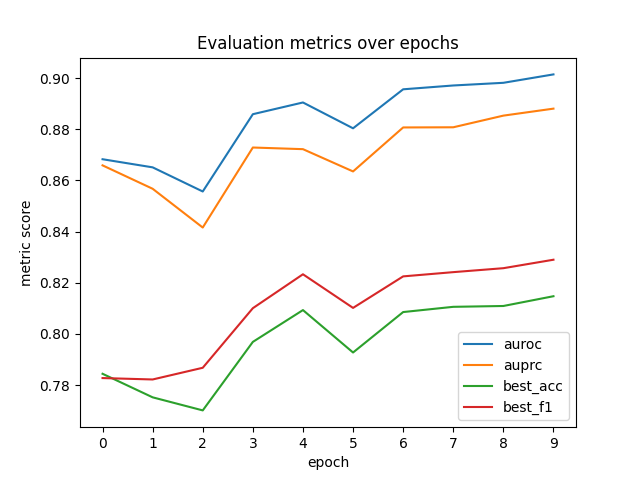 Evaluation metrics over epochs
metric score
0.90
0.88
0.86
0.84
0.82
0.80
0.78
auroc
auprc
best_acc
best_f1
0 1 2 3 4 5 6 7 8 9
epoch